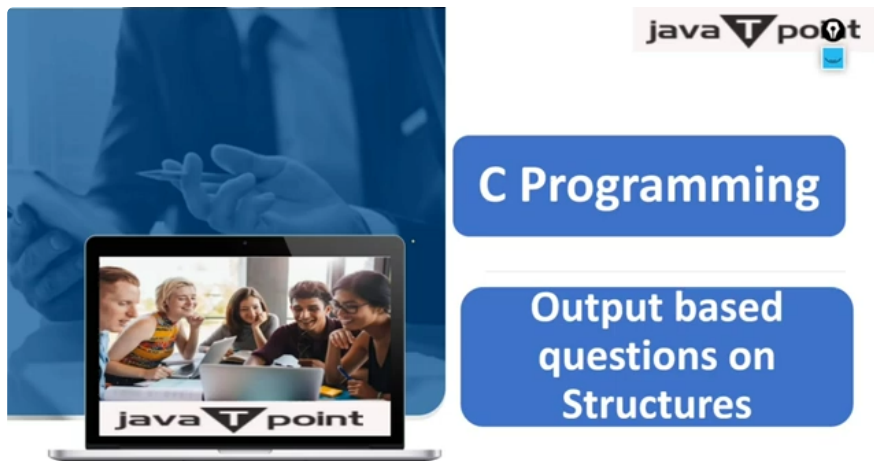 javaTpoint
C Programming
Output based
questions on
Structures
javaTpoint